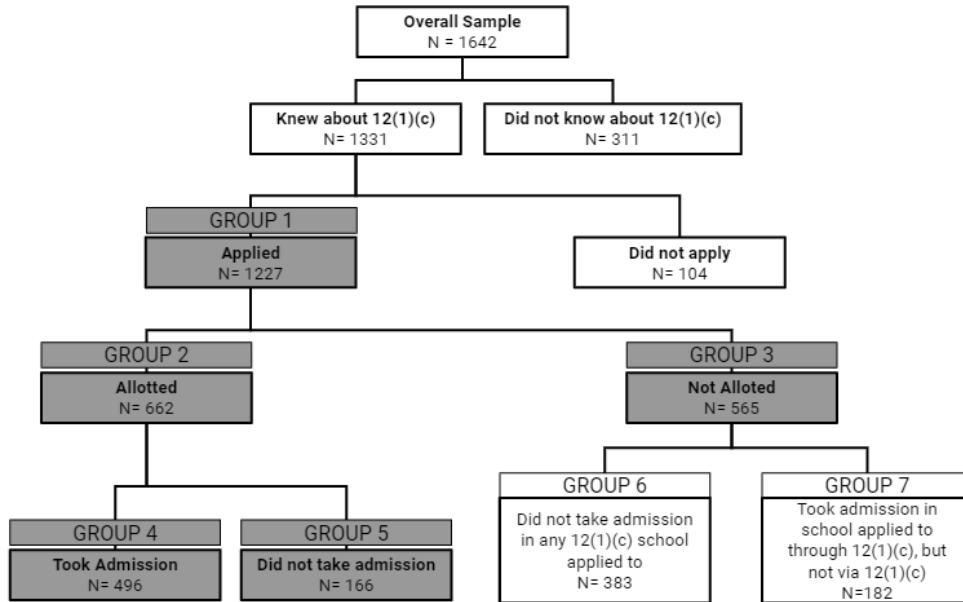 Overall Sample
N = 1642
Knew about 12(1)(c)
N= 1331
Did not know about 12(1)(c)
N= 311
GROUP 1
Applied
N= 1227
Did not apply
N= 104
GROUP 2
Allotted
N= 662
GROUP 3
Not Alloted
N= 565
GROUP 4
Took Admission
N= 496
GROUP 5
Did not take admission
N= 166
GROUP 6
Did not take admission
in any 12(1)(c) school
applied to
N= 383
GROUP 7
Took admission in
school applied to
through 12(1)(c), but
not via 12(1)(c)
N=182